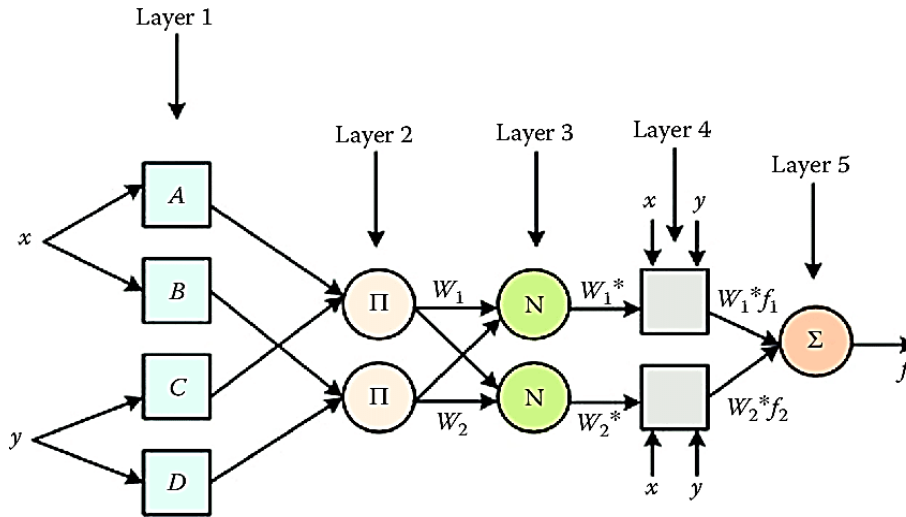 Layer 1
Layer 2
Layer 3
Layer 4
Layer 5
x
y
A
B
C
D
Π
Π
W₁
W₂
N
N
W₁*
W₂*
x y
x y
W₁*f₁
W₂*f₂
Σ
f